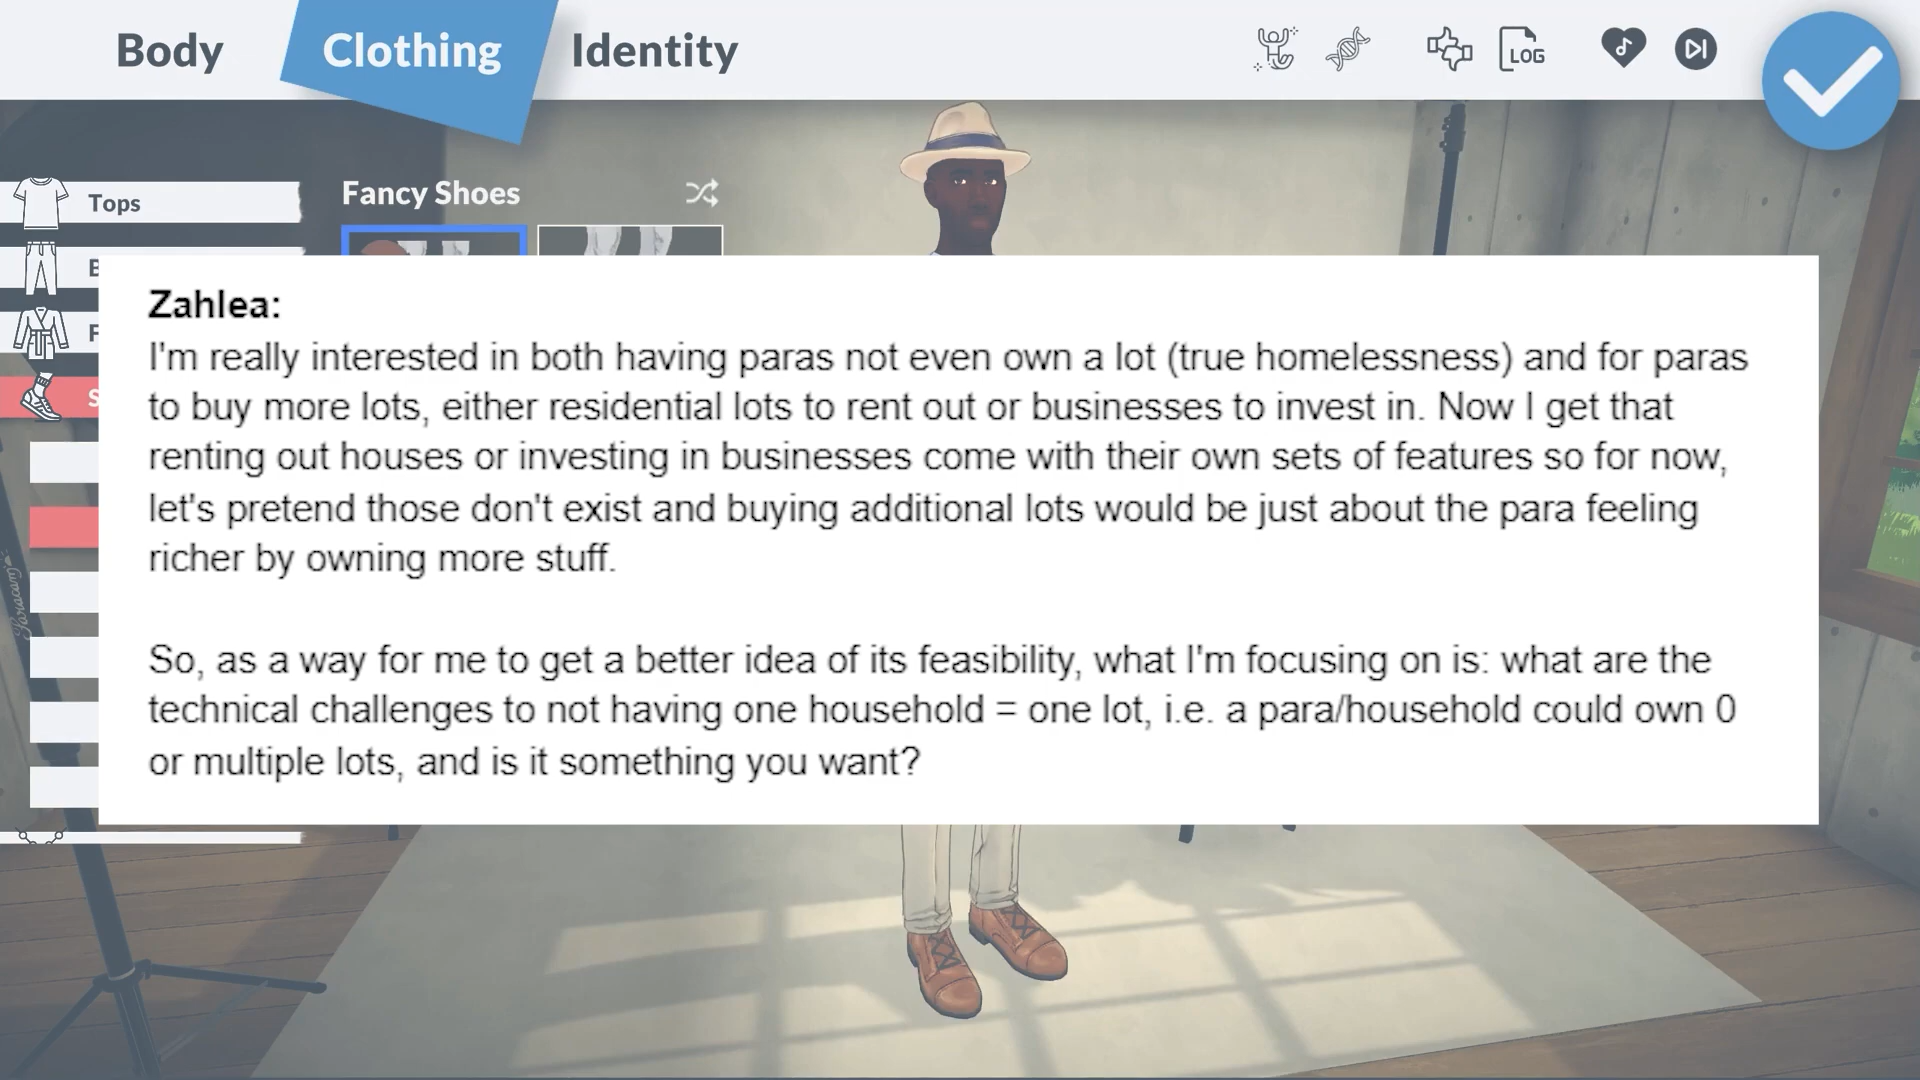 Body
Clothing
Identity
LOG
Tops
Fancy Shoes
B
F
S
Zahlea:
I'm really interested in both having paras not even own a lot (true homelessness) and for paras
to buy more lots, either residential lots to rent out or businesses to invest in. Now I get that
renting out houses or investing in businesses come with their own sets of features so for now,
let's pretend those don't exist and buying additional lots would be just about the para feeling
richer by owning more stuff.
So, as a way for me to get a better idea of its feasibility, what I'm focusing on is: what are the
technical challenges to not having one household = one lot, i.e. a para/household could own 0
or multiple lots, and is it something you want?
Paracam